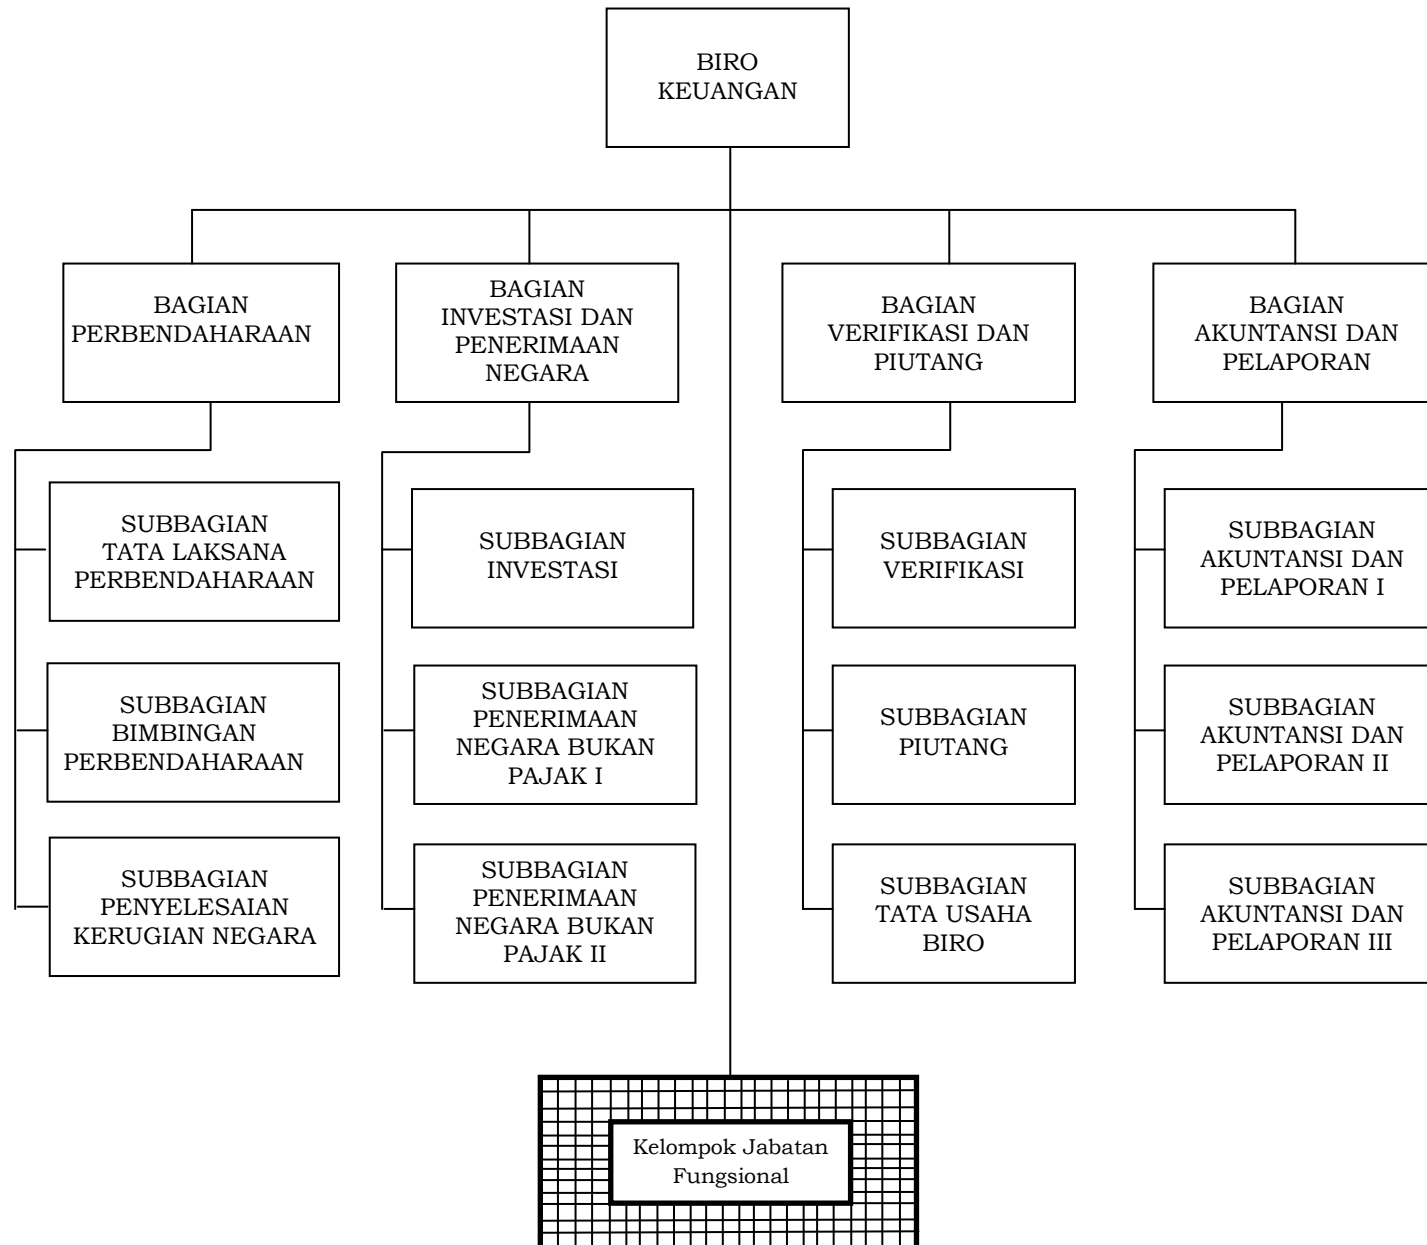 BIRO
KEUANGAN
BAGIAN
PERBENDAHARAAN
BAGIAN
INVESTASI DAN
PENERIMAAN
NEGARA
BAGIAN
VERIFIKASI DAN
PIUTANG
BAGIAN
AKUNTANSI DAN
PELAPORAN
SUBBAGIAN
TATA LAKSANA
PERBENDAHARAAN
SUBBAGIAN
INVESTASI
SUBBAGIAN
VERIFIKASI
SUBBAGIAN
AKUNTANSI DAN
PELAPORAN I
SUBBAGIAN
BIMBINGAN
PERBENDAHARAAN
SUBBAGIAN
PENERIMAAN
NEGARA BUKAN
PAJAK I
SUBBAGIAN
PIUTANG
SUBBAGIAN
AKUNTANSI DAN
PELAPORAN II
SUBBAGIAN
PENYELESAIAN
KERUGIAN NEGARA
SUBBAGIAN
PENERIMAAN
NEGARA BUKAN
PAJAK II
SUBBAGIAN
TATA USAHA
BIRO
SUBBAGIAN
AKUNTANSI DAN
PELAPORAN III
Kelompok Jabatan
Fungsional